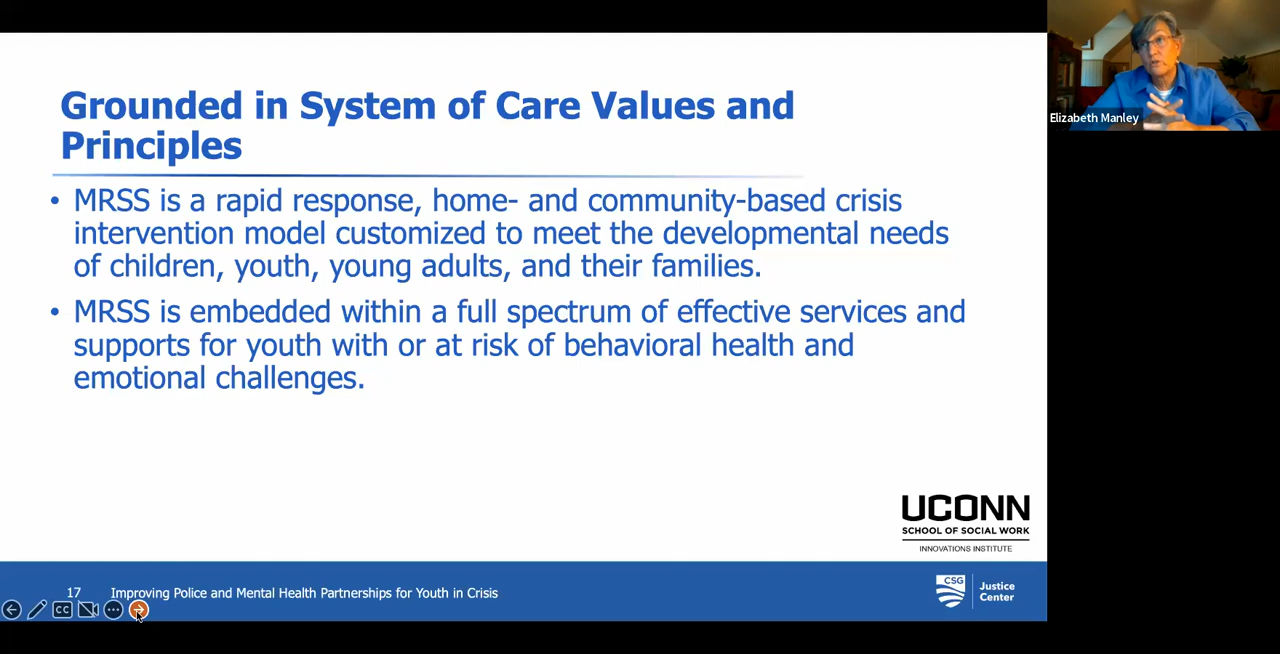 Grounded in System of Care Values and
Principles
• MRSS is a rapid response, home- and community-based crisis
intervention model customized to meet the developmental needs
of children, youth, young adults, and their families.
• MRSS is embedded within a full spectrum of effective services and
supports for youth with or at risk of behavioral health and
emotional challenges.
UCONN
SCHOOL OF SOCIAL WORK
INNOVATIONS INSTITUTE
17 Improving Police and Mental Health Partnerships for Youth in Crisis
CSG
Justice
Center
CC
Elizabeth Manley